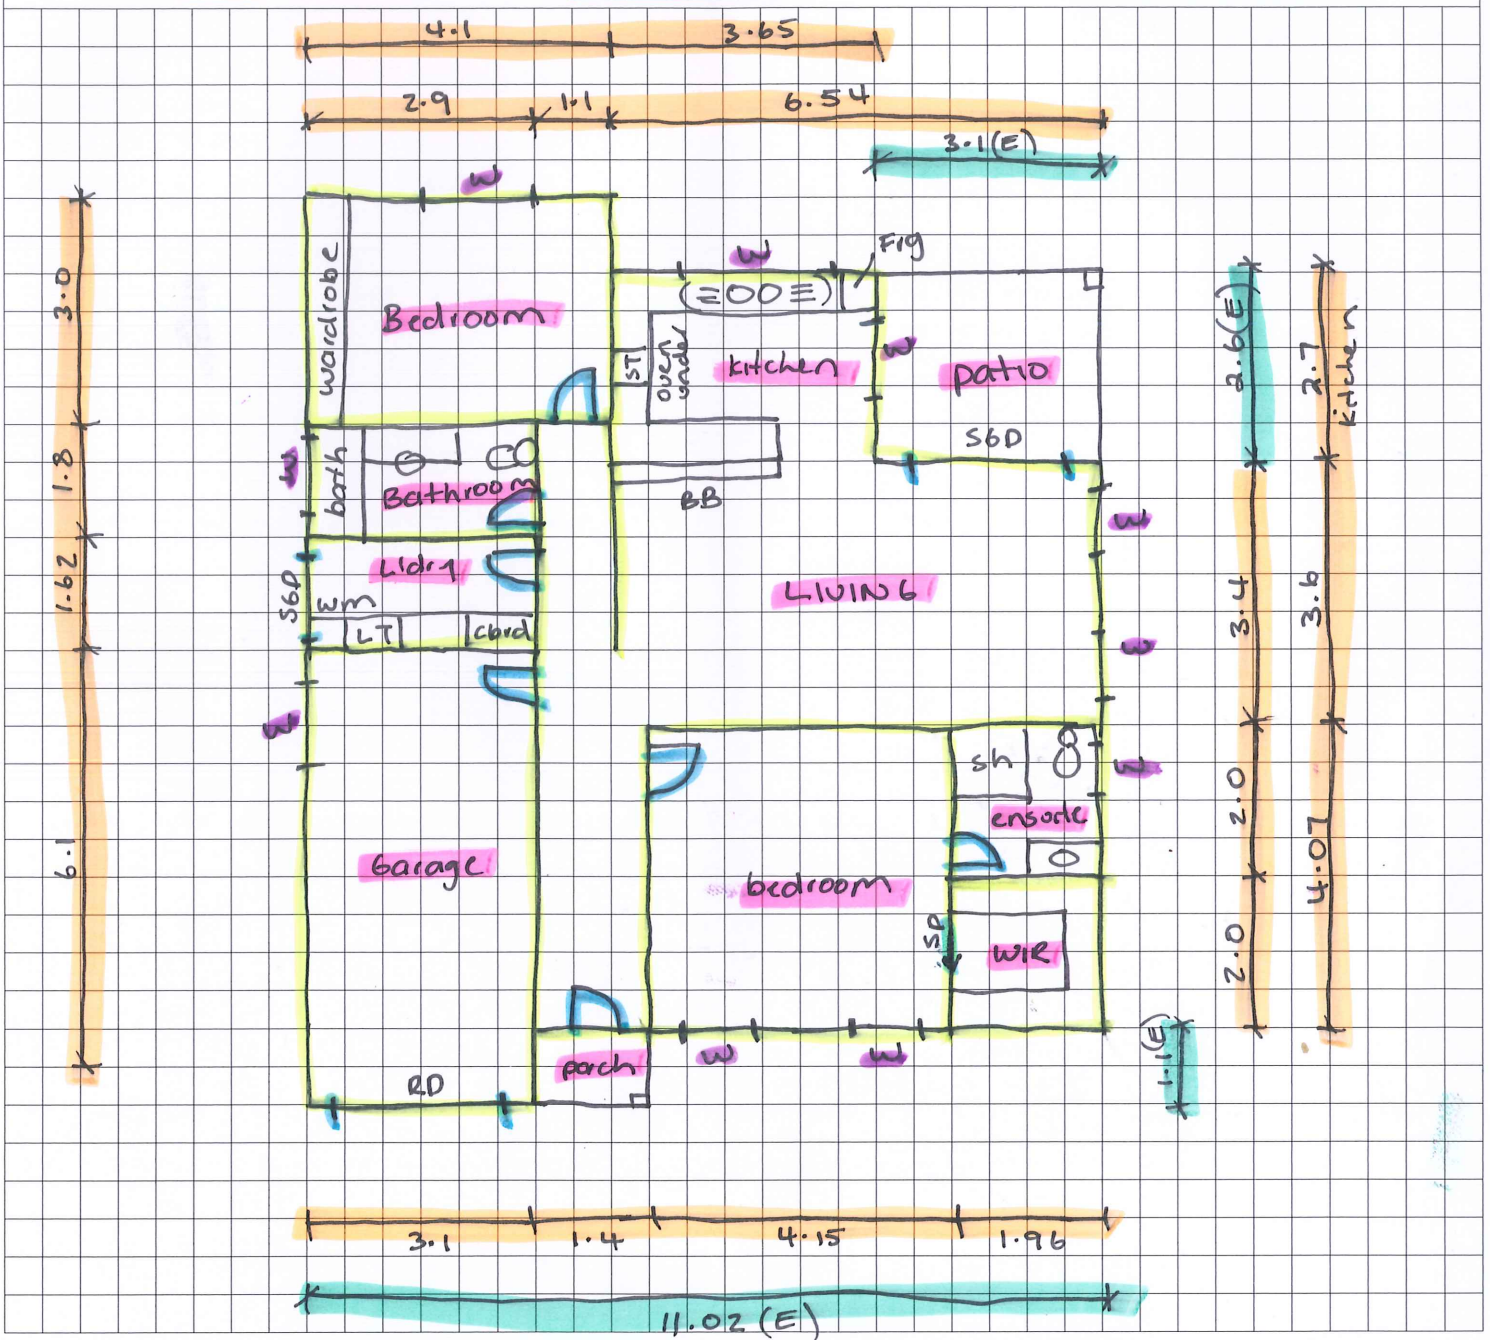 4.1
3.65
2.9
1.1
6.54
3.1(E)
W
W
Frg
wardrobe
Bedroom
ST
oven
under
kitchen
W
patio
SGD
W
bath
Bathroom
BB
W
Lldry
SGD
wm
LT
Cbrd
LIVING
W
W
sh
W
ensuite
Garage
bedroom
SD
WIR
porch
W
W
RD
3.0
1.8
1.62
6.1
2.6(E)
3.4
2.0
2.0
2.7
kitchen
3.6
4.07
1.1(E)
3.1
1.4
4.15
1.96
11.02 (E)